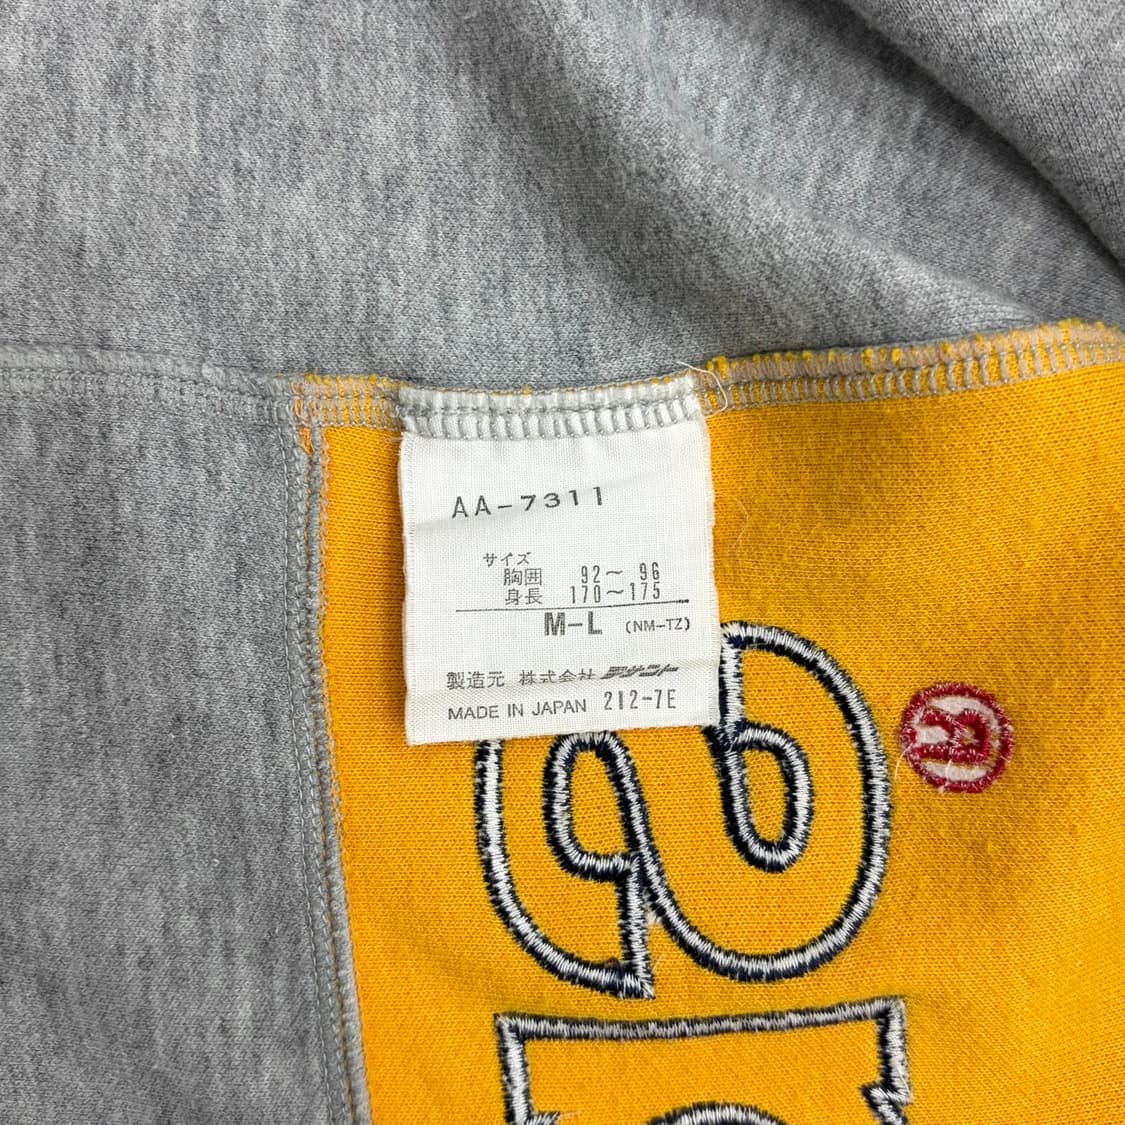 AA-7311
サイズ
胸囲 92～ 96
身長 170～175
M-L (NM-TZ)
製造元 株式会社 デサント
MADE IN JAPAN 212-7E